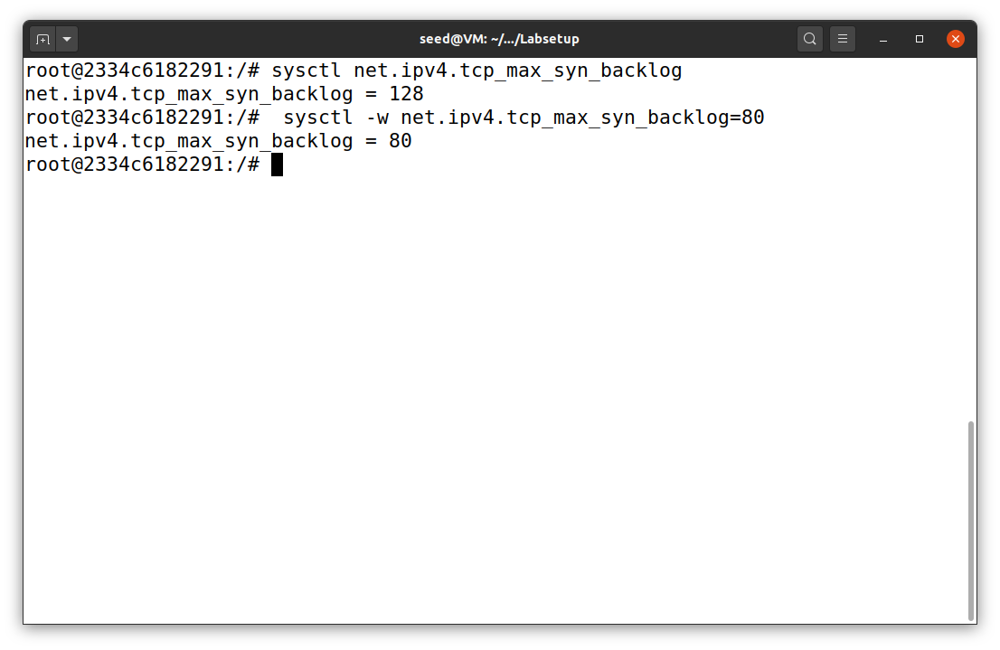 seed@VM: ~/.../Labsetup
root@2334c6182291:/# sysctl net.ipv4.tcp_max_syn_backlog
net.ipv4.tcp_max_syn_backlog = 128
root@2334c6182291:/#  sysctl -w net.ipv4.tcp_max_syn_backlog=80
net.ipv4.tcp_max_syn_backlog = 80
root@2334c6182291:/#